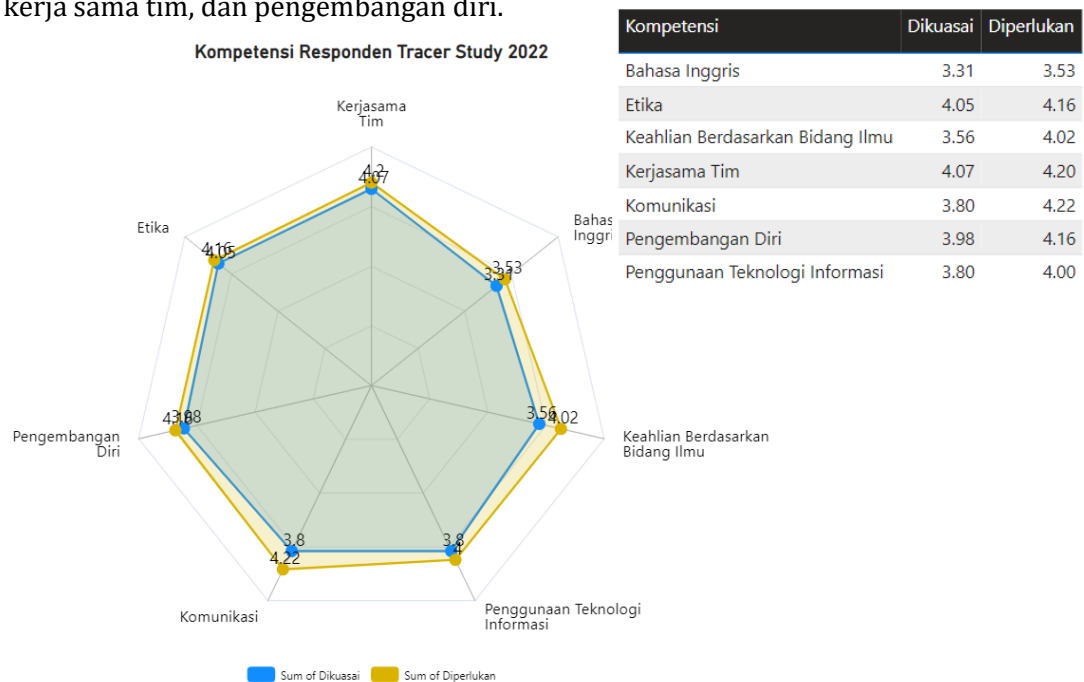 kerja sama tim, dan pengembangan diri.
Kompetensi Responden Tracer Study 2022
Kerjasama
Tim
4.2
4.07
Etika
4.16
4.05
Bahas
Inggri
3.53
3.31
3.56
4.02
Keahlian Berdasarkan
Bidang Ilmu
Pengembangan
Diri
4.16
3.98
3.8
4.22
Komunikasi
3.8
4
Penggunaan Teknologi
Informasi
Sum of Dikuasai Sum of Diperlukan
Kompetensi Dikuasai Diperlukan
Bahasa Inggris 3.31 3.53
Etika 4.05 4.16
Keahlian Berdasarkan Bidang Ilmu 3.56 4.02
Kerjasama Tim 4.07 4.20
Komunikasi 3.80 4.22
Pengembangan Diri 3.98 4.16
Penggunaan Teknologi Informasi 3.80 4.00